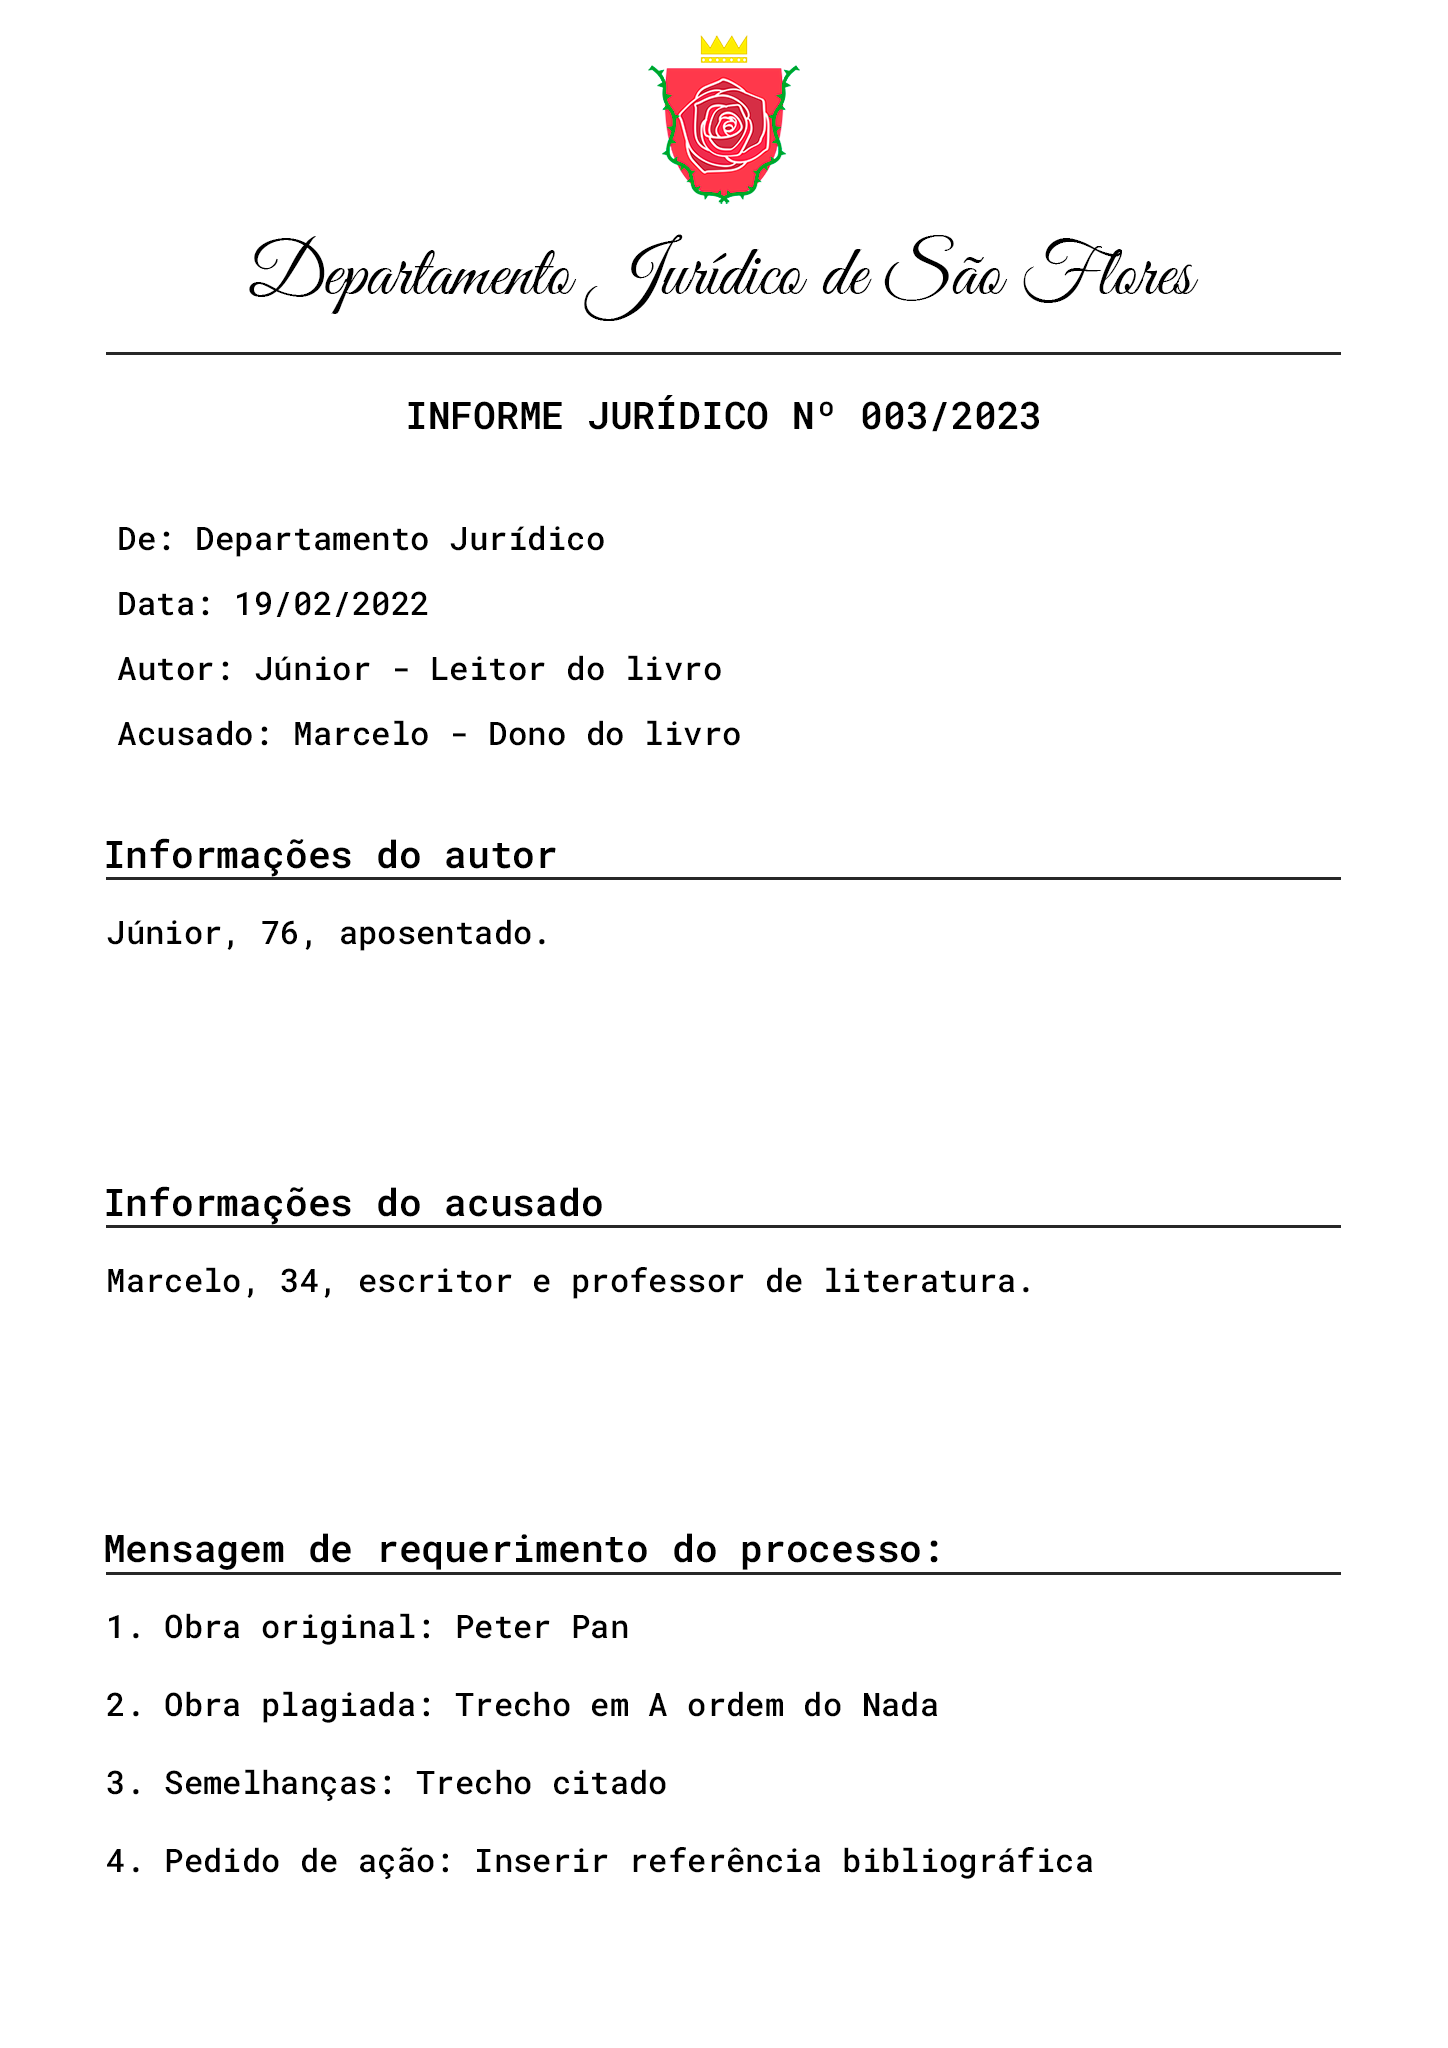 Departamento Jurídico de São Flores
INFORME JURÍDICO Nº 003/2023
De: Departamento Jurídico
Data: 19/02/2022
Autor: Júnior - Leitor do livro
Acusado: Marcelo - Dono do livro
Informações do autor
Júnior, 76, aposentado.
Informações do acusado
Marcelo, 34, escritor e professor de literatura.
Mensagem de requerimento do processo:
1. Obra original: Peter Pan
2. Obra plagiada: Trecho em A ordem do Nada
3. Semelhanças: Trecho citado
4. Pedido de ação: Inserir referência bibliográfica